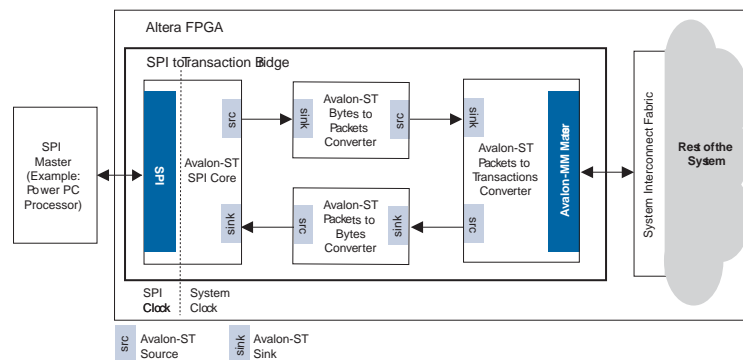 Altera FPGA
SPI to Transaction Bridge
SPI
Master
(Example:
Power PC
Processor)
SPI
Avalon-ST
SPI Core
src
sink
sink
Avalon-ST
Bytes to
Packets
Converter
src
src
Avalon-ST
Packets to
Bytes
Converter
sink
sink
Avalon-ST
Packets to
Transactions
Converter
src
Avalon-MM Mater
System Interconnect Fabric
Rest of the
System
SPI
Clock
System
Clock
src
Avalon-ST
Source
sink
Avalon-ST
Sink